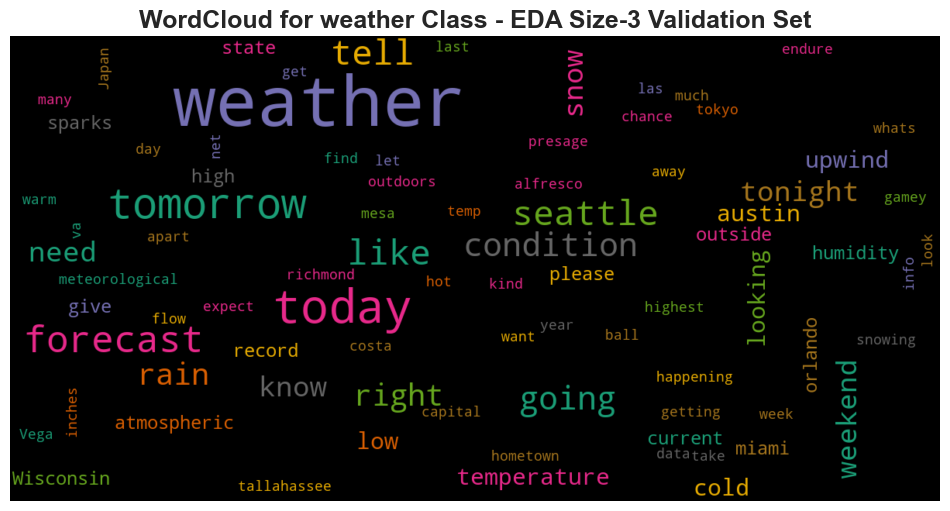 WordCloud for weather Class - EDA Size-3 Validation Set
state
tell
last
endure
Japan
get
weather
snow
las
much
many
chance
tokyo
sparks
whats
day
net
find
let
presage
upwind
high
outdoors
alfresco
away
tonight
warm
tomorrow
mesa
temp
seattle
austin
gamey
va
apart
need
like
condition
outside
humidity
look
meteorological
richmond
hot
kind
please
looking
info
give
flow
expect
today
highest
forecast
record
costa
want
year
ball
orlando
snowing
rain
know
right
going
happening
weekend
inches
atmospheric
capital
getting
week
Vega
low
current
data
take
miami
hometown
Wisconsin
tallahassee
temperature
cold